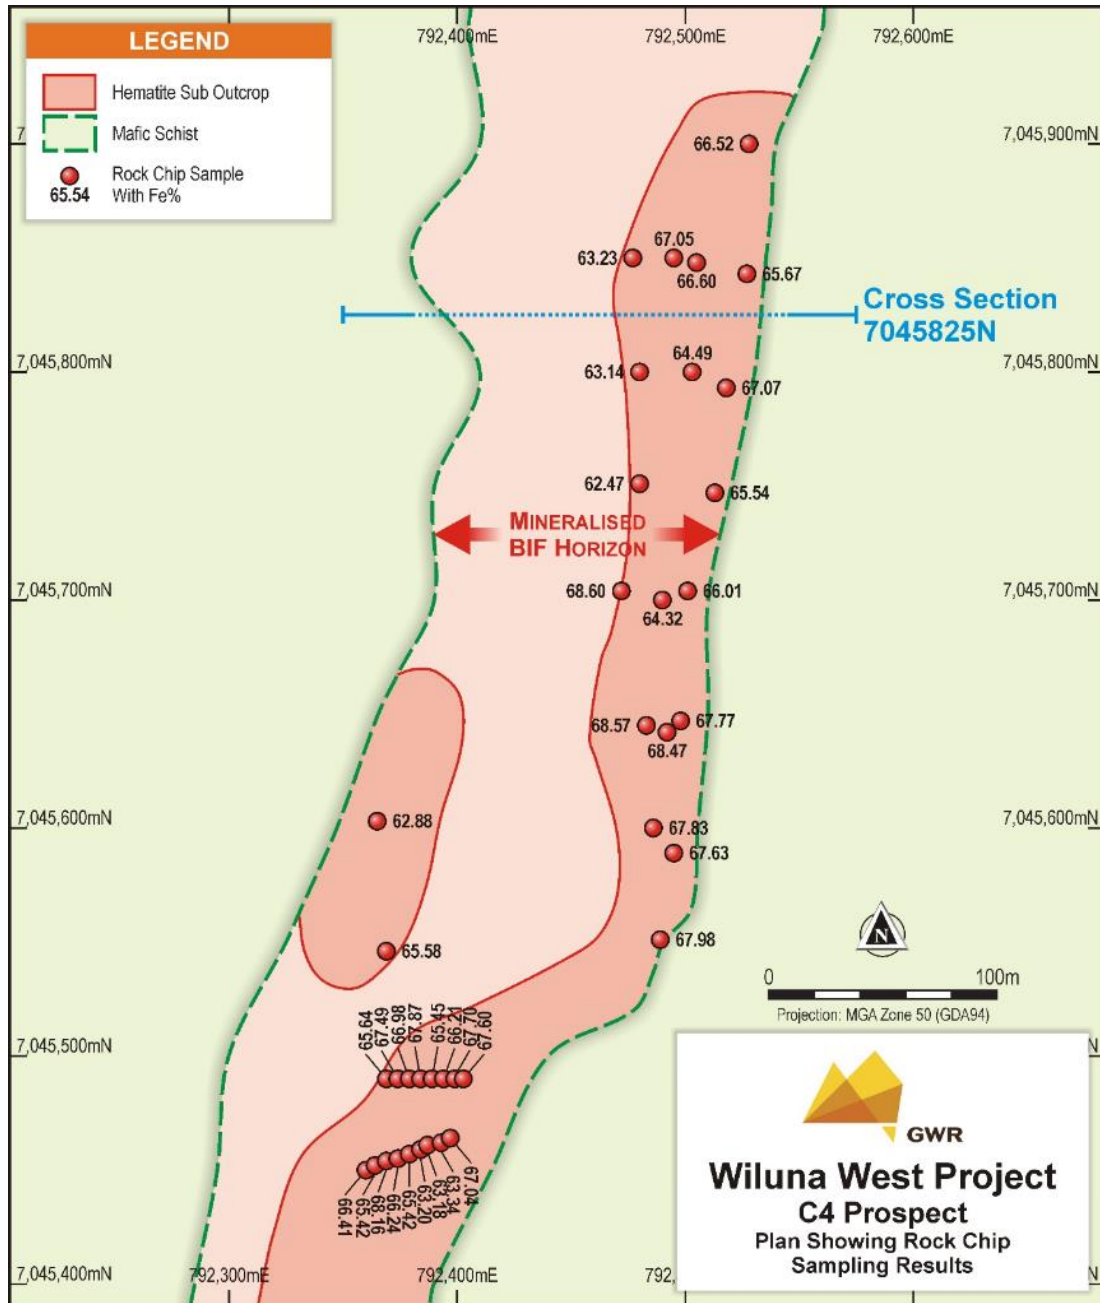 LEGEND
Hematite Sub Outcrop
Mafic Schist
65.54
Rock Chip Sample
With Fe%
792,400mE
792,500mE
792,600mE
7
7,045,900mN
66.52
67.05
63.23
66.60
65.67
Cross Section
7045825N
7,045,800mN
7,045,800mN
64.49
63.14
67.07
62.47
65.54
MINERALISED
BIF HORIZON
7,045,700mN
7,045,700mN
68.60
66.01
64.32
68.57
67.77
68.47
7,045,600mN
7,045,600mN
62.88
67.83
67.63
65.58
67.98
N
0
100m
Projection: MGA Zone 50 (GDA94)
65.94
67.49
66.98
67.87
65.45
66.21
67.70
67.60
7,045,500mN
N
66.41
65.42
68.16
66.24
65.42
63.20
63.18
63.34
67.04
GWR
Wiluna West Project
C4 Prospect
Plan Showing Rock Chip
Sampling Results
7,045,400mN
792,300mE
792,400mE
792,
N